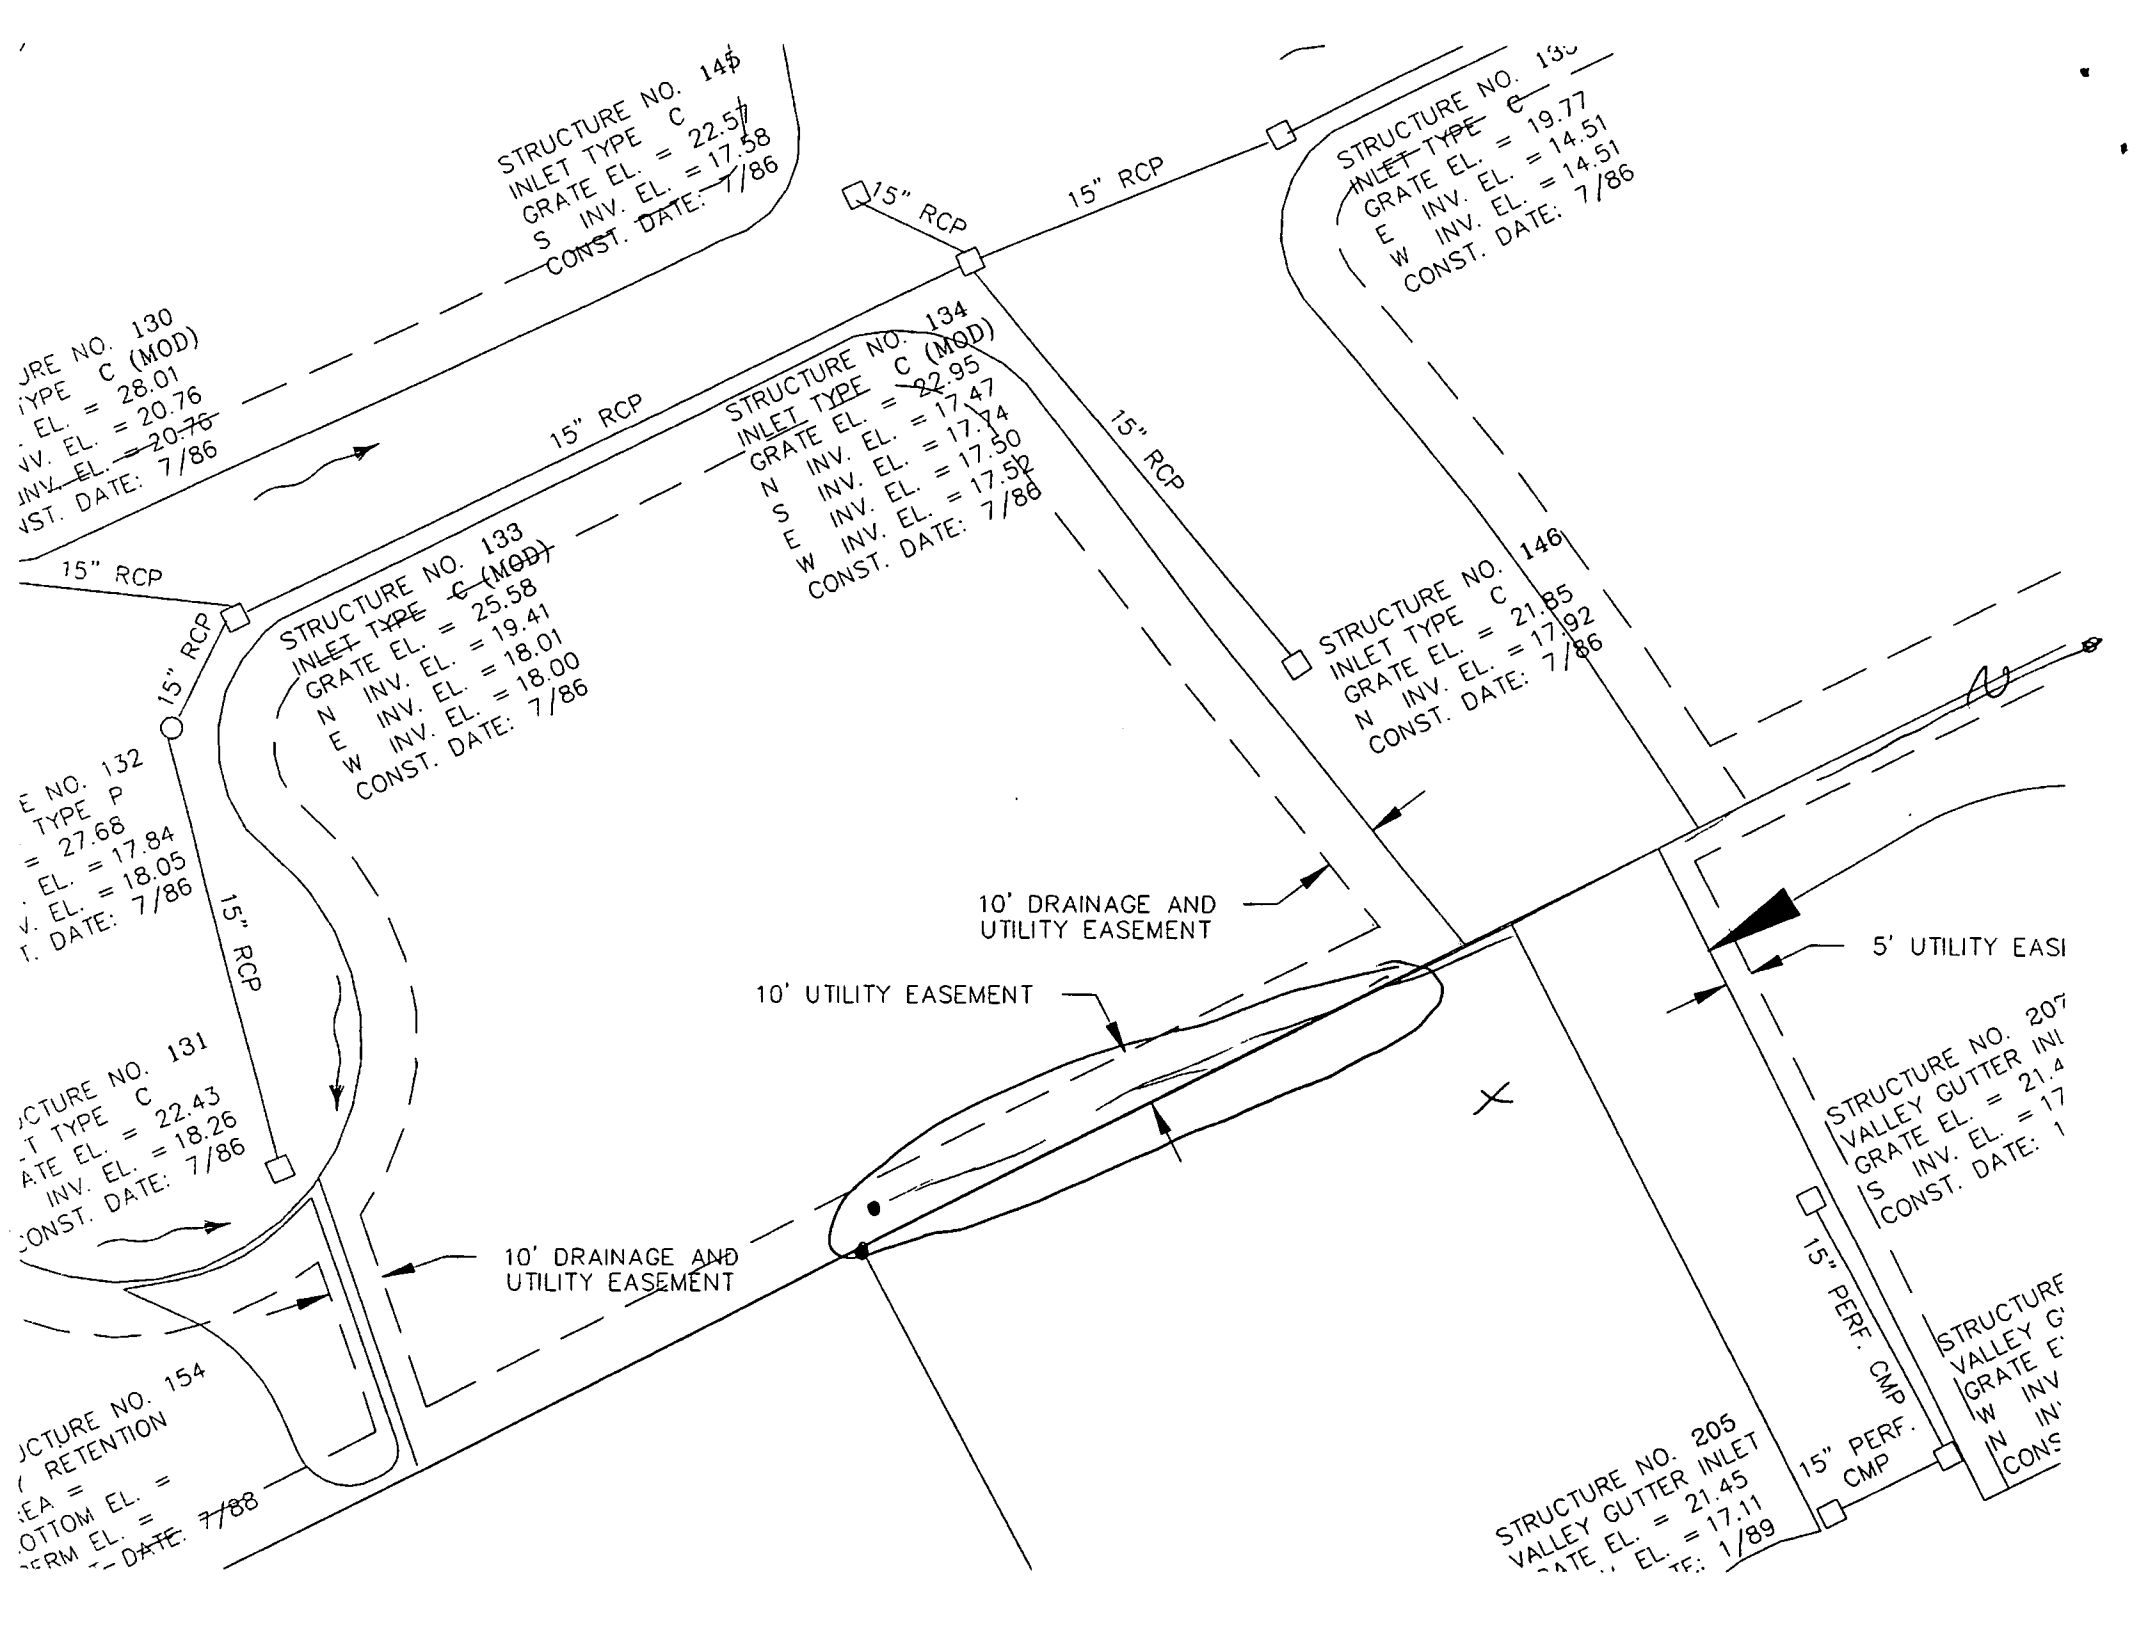 STRUCTURE NO. 145
INLET TYPE C
GRATE EL. = 22.57
S INV. EL. = 17.58
CONST. DATE: 7/86
INLET TYPE C
GRATE EL. = 19.77
E INV. EL. = 14.51
W INV. EL. = 14.51
CONST. DATE: 7/86
15" RCP
15" RCP
NO. 130
C (MOD)
EL. = 28.01
EL. = 20.76
INV. EL. = 20.76
DATE: 7/86
15" RCP
STRUCTURE NO. 134
INLET TYPE C (MOD)
GRATE EL. = 22.95
N INV. EL. = 17.47
S INV. EL. = 17.74
E INV. EL. = 17.50
W INV. EL. = 17.52
CONST. DATE: 7/86
15" RCP
15" RCP
15" RCP
STRUCTURE NO. 133
INLET TYPE C (MOD)
GRATE EL. = 25.58
N INV. EL. = 19.41
E INV. EL. = 18.01
W INV. EL. = 18.00
CONST. DATE: 7/86
STRUCTURE NO. 146
INLET TYPE C
GRATE EL. = 21.85
N INV. EL. = 17.92
CONST. DATE: 7/86
N
NO. 132
TYPE P
= 27.68
EL. = 17.84
EL. = 18.05
DATE: 7/86
15" RCP
10' DRAINAGE AND
UTILITY EASEMENT
10' UTILITY EASEMENT
5' UTILITY EASI
NO. 131
TYPE C
EL. = 22.43
INV. EL. = 18.26
CONST. DATE: 7/86
X
STRUCTURE NO. 207
VALLEY GUTTER INL
GRATE EL. = 21.4
S INV. EL. = 17
CONST. DATE: 1
10' DRAINAGE AND
UTILITY EASEMENT
15" PERF. CMP
STRUCTURE
VALLEY G
GRATE E
W INV
N IN
CONS
NO. 154
RETENTION
EL. =
EL. =
DATE: 7/88
STRUCTURE NO. 205
VALLEY GUTTER INLET
EL. = 21.45
EL. = 17.11
1/89
15" PERF.
CMP